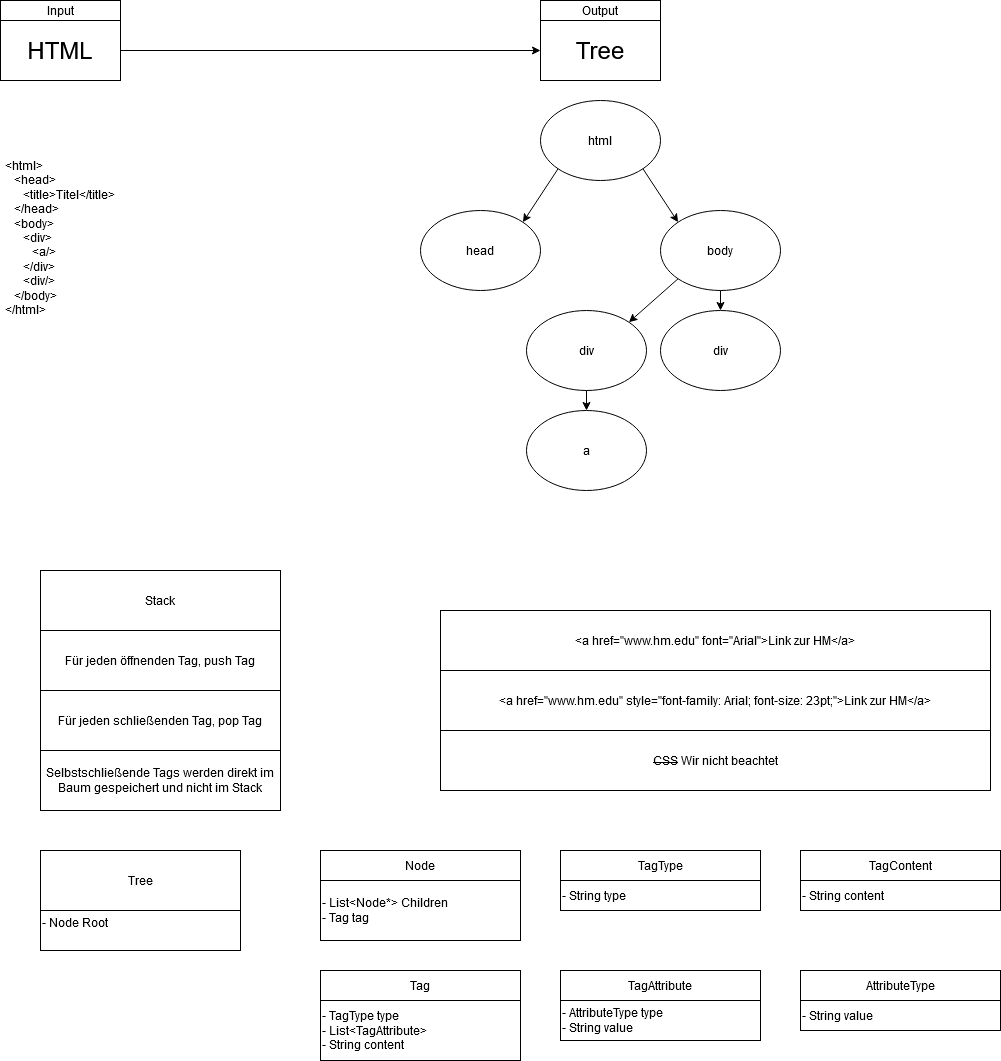 Input
Output
HTML
Tree
html
<html>
<head>
<title>Titel</title>
</head>
<body>
<div>
<a/>
</div>
<div/>
</body>
</html>
head
body
div
div
a
Stack
Für jeden öffnenden Tag, push Tag
Für jeden schließenden Tag, pop Tag
Selbstschließende Tags werden direkt im
Baum gespeichert und nicht im Stack
<a href="www.hm.edu" font="Arial">Link zur HM</a>
<a href="www.hm.edu" style="font-family: Arial; font-size: 23pt;">Link zur HM</a>
CSS Wir nicht beachtet
Tree
- Node Root
Node
- List<Node*> Children
- Tag tag
TagType
- String type
TagContent
- String content
Tag
- TagType type
- List<TagAttribute>
- String content
TagAttribute
- AttributeType type
- String value
AttributeType
- String value